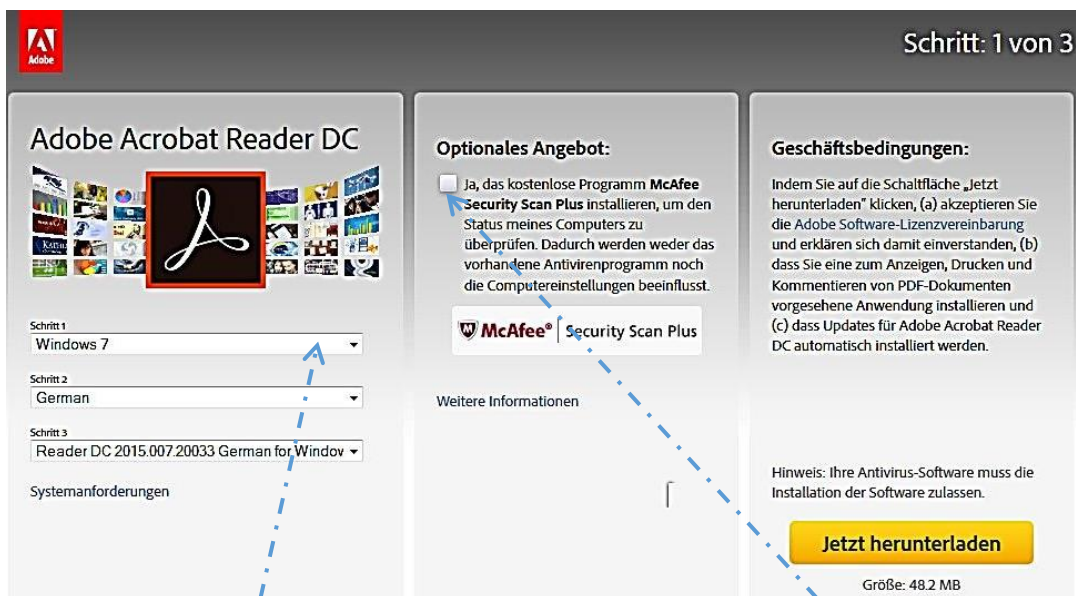 Adobe
Schritt: 1 von 3
Adobe Acrobat Reader DC
Schritt 1
Windows 7
Schritt 2
German
Schritt 3
Reader DC 2015.007.20033 German for Window
Systemanforderungen
Optionales Angebot:
Ja, das kostenlose Programm McAfee
Security Scan Plus installieren, um den
Status meines Computers zu
überprüfen. Dadurch werden weder das
vorhandene Antivirenprogramm noch
die Computereinstellungen beeinflusst.
McAfee® | Security Scan Plus
Weitere Informationen
Geschäftsbedingungen:
Indem Sie auf die Schaltfläche „Jetzt
herunterladen" klicken, (a) akzeptieren Sie
die Adobe Software-Lizenzvereinbarung
und erklären sich damit einverstanden, (b)
dass Sie eine zum Anzeigen, Drucken und
Kommentieren von PDF-Dokumenten
vorgesehene Anwendung installieren und
(c) dass Updates für Adobe Acrobat Reader
DC automatisch installiert werden.
Hinweis: Ihre Antivirus-Software muss die
Installation der Software zulassen.
Jetzt herunterladen
Größe: 48.2 MB